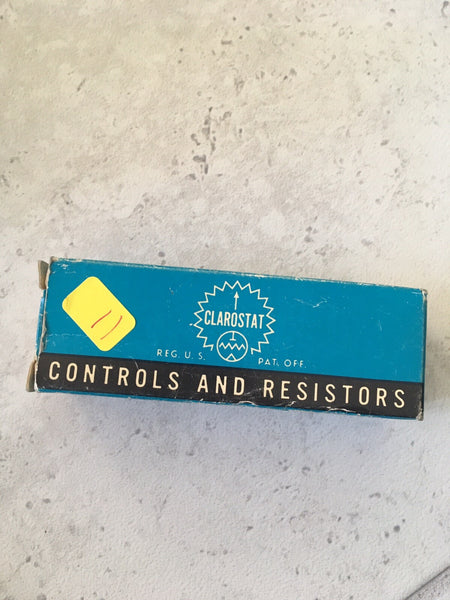 CLAROSTAT
REG. U.S. PAT. OFF.
CONTROLS AND RESISTORS